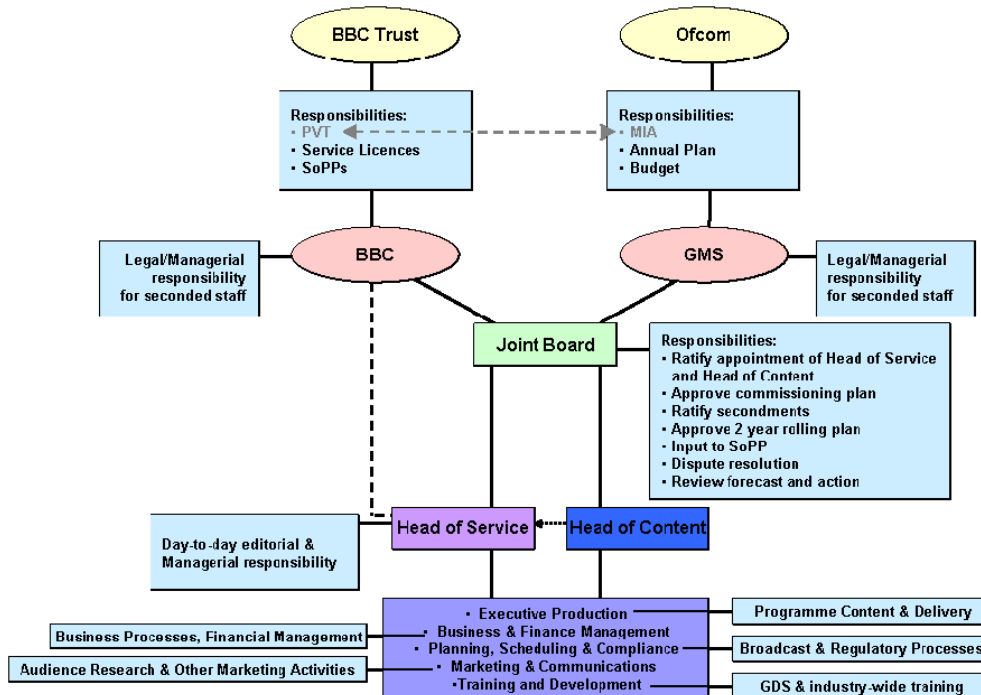 BBC Trust
Ofcom
Responsibilities:
▪ PVT
▪ Service Licences
▪ SoPPs
Responsibilities:
▪ MIA
▪ Annual Plan
▪ Budget
Legal/Managerial
responsibility
for seconded staff
BBC
GMS
Legal/Managerial
responsibility
for seconded staff
Joint Board
Responsibilities:
▪ Ratify appointment of Head of Service
and Head of Content
▪ Approve commissioning plan
▪ Ratify secondments
▪ Approve 2 year rolling plan
▪ Input to SoPP
▪ Dispute resolution
▪ Review forecast and action
Head of Service
Head of Content
Day-to-day editorial &
Managerial responsibility
▪ Executive Production
▪ Business & Finance Management
▪ Planning, Scheduling & Compliance
▪ Marketing & Communications
▪Training and Development
Programme Content & Delivery
Business Processes, Financial Management
Broadcast & Regulatory Processes
Audience Research & Other Marketing Activities
GDS & industry-wide training